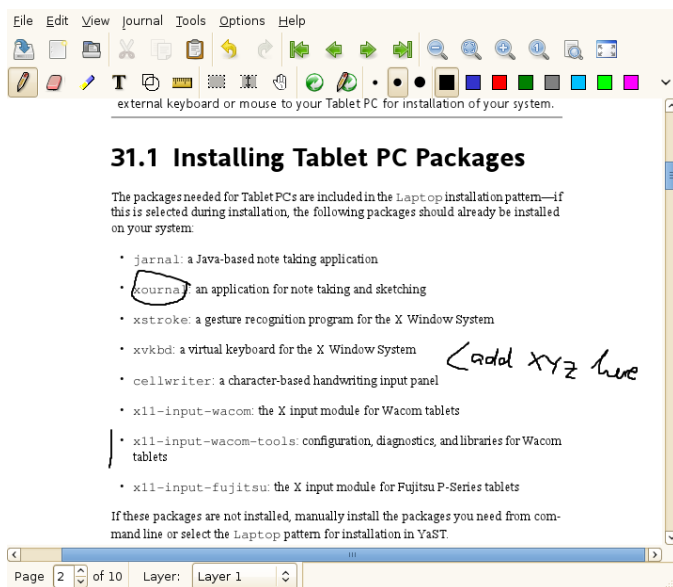 File Edit View Journal Tools Options Help
T
external keyboard or mouse to your Tablet PC for installation of your system.
31.1 Installing Tablet PC Packages
The packages needed for Tablet PCs are included in the Laptop installation pattern—if
this is selected during installation, the following packages should already be installed
on your system:
• jarnal: a Java-based note taking application
• xournal: an application for note taking and sketching
• xstroke: a gesture recognition program for the X Window System
• xvkbd: a virtual keyboard for the X Window System
<add XYZ here
• cellwriter: a character-based handwriting input panel
• x11-input-wacom: the X input module for Wacom tablets
• x11-input-wacom-tools: configuration, diagnostics, and libraries for Wacom
tablets
• x11-input-fujitsu: the X input module for Fujitsu P-Series tablets
If these packages are not installed, manually install the packages you need from com-
mand line or select the Laptop pattern for installation in YaST.
Page 2 of 10 Layer: Layer 1